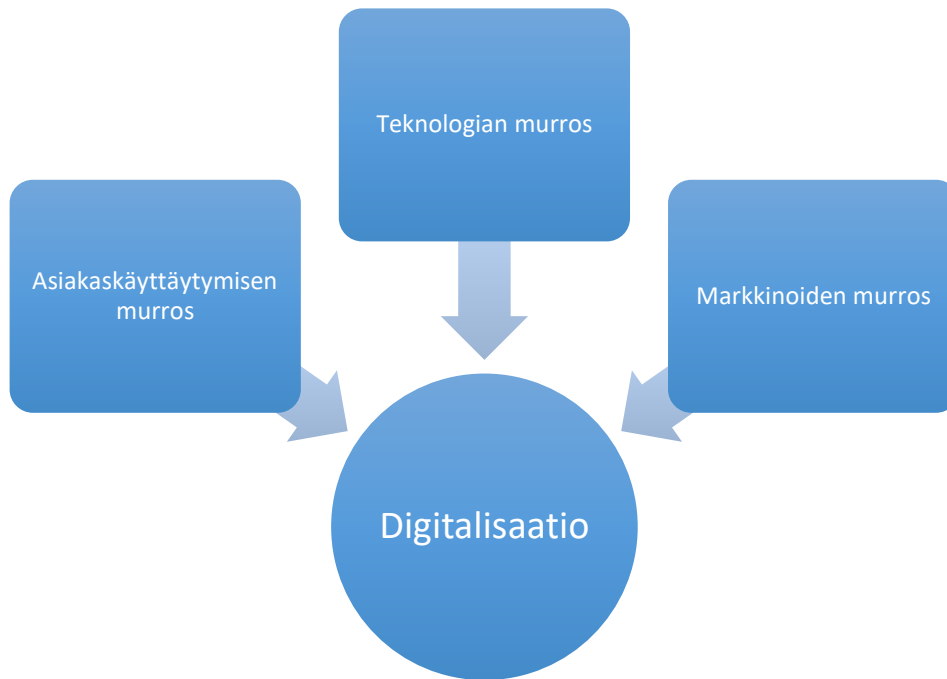 Teknologian murros
Asiakaskäyttäytymisen
murros
Markkinoiden murros
Digitalisaatio